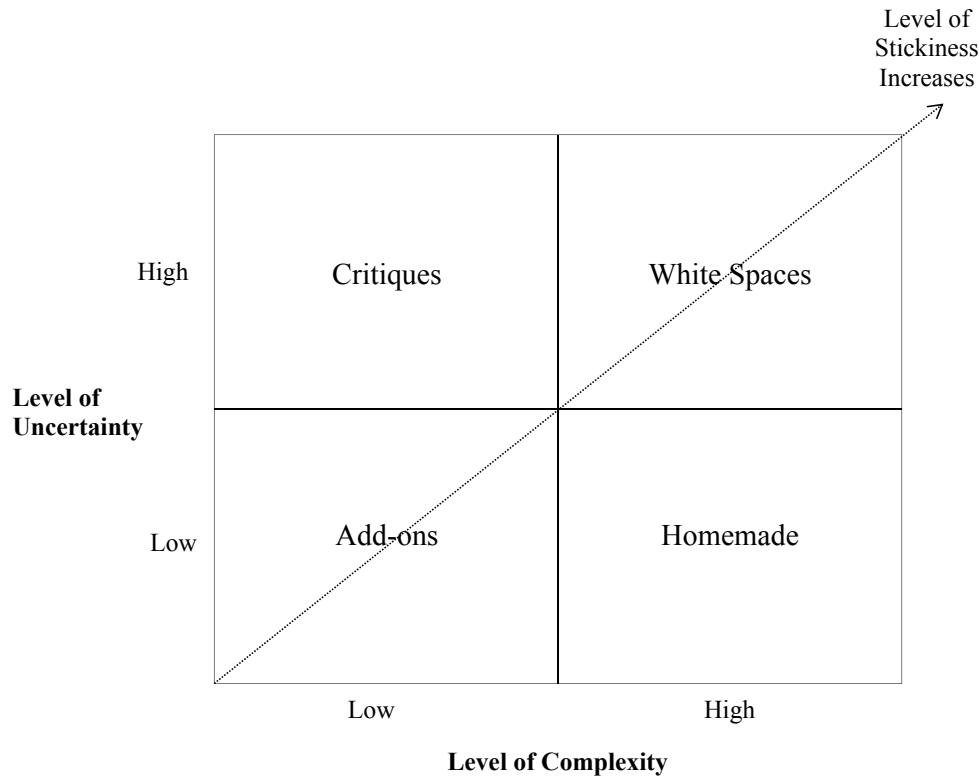 Level of
Stickiness
Increases
High
Critiques
White Spaces
Level of
Uncertainty
Low
Add-ons
Homemade
Low
High
Level of Complexity